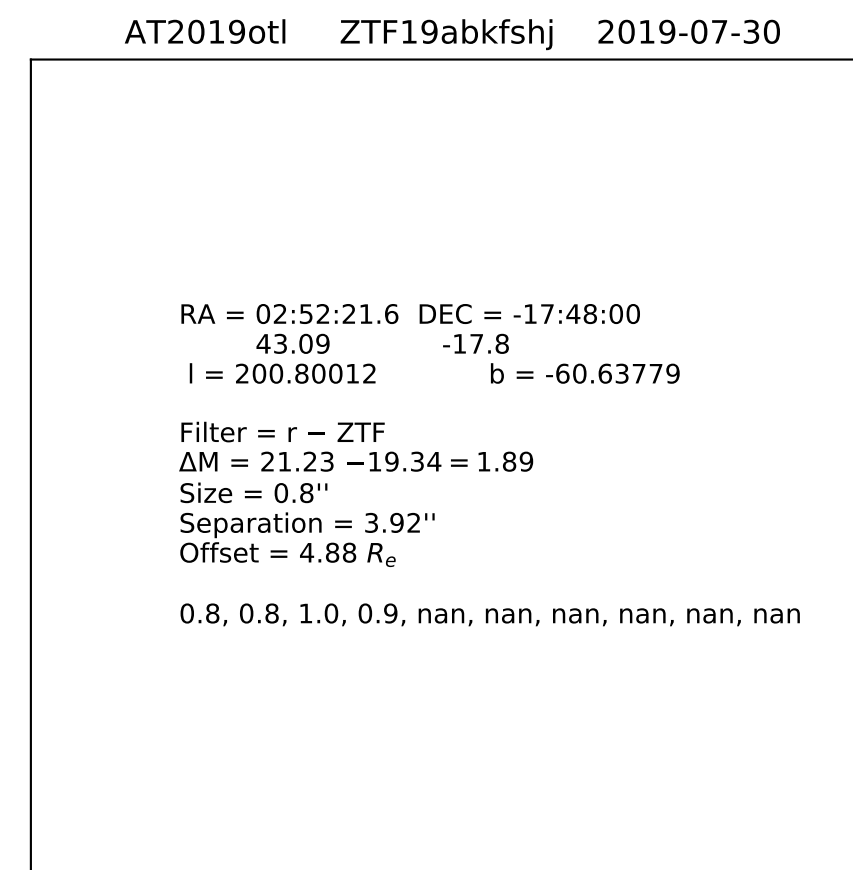 AT2019otl ZTF19abkfshj 2019-07-30
RA = 02:52:21.6 DEC = -17:48:00
43.09 -17.8
l = 200.80012 b = -60.63779
Filter = r − ZTF
ΔM = 21.23 −19.34 = 1.89
Size = 0.8''
Separation = 3.92''
Offset = 4.88 Re
0.8, 0.8, 1.0, 0.9, nan, nan, nan, nan, nan, nan